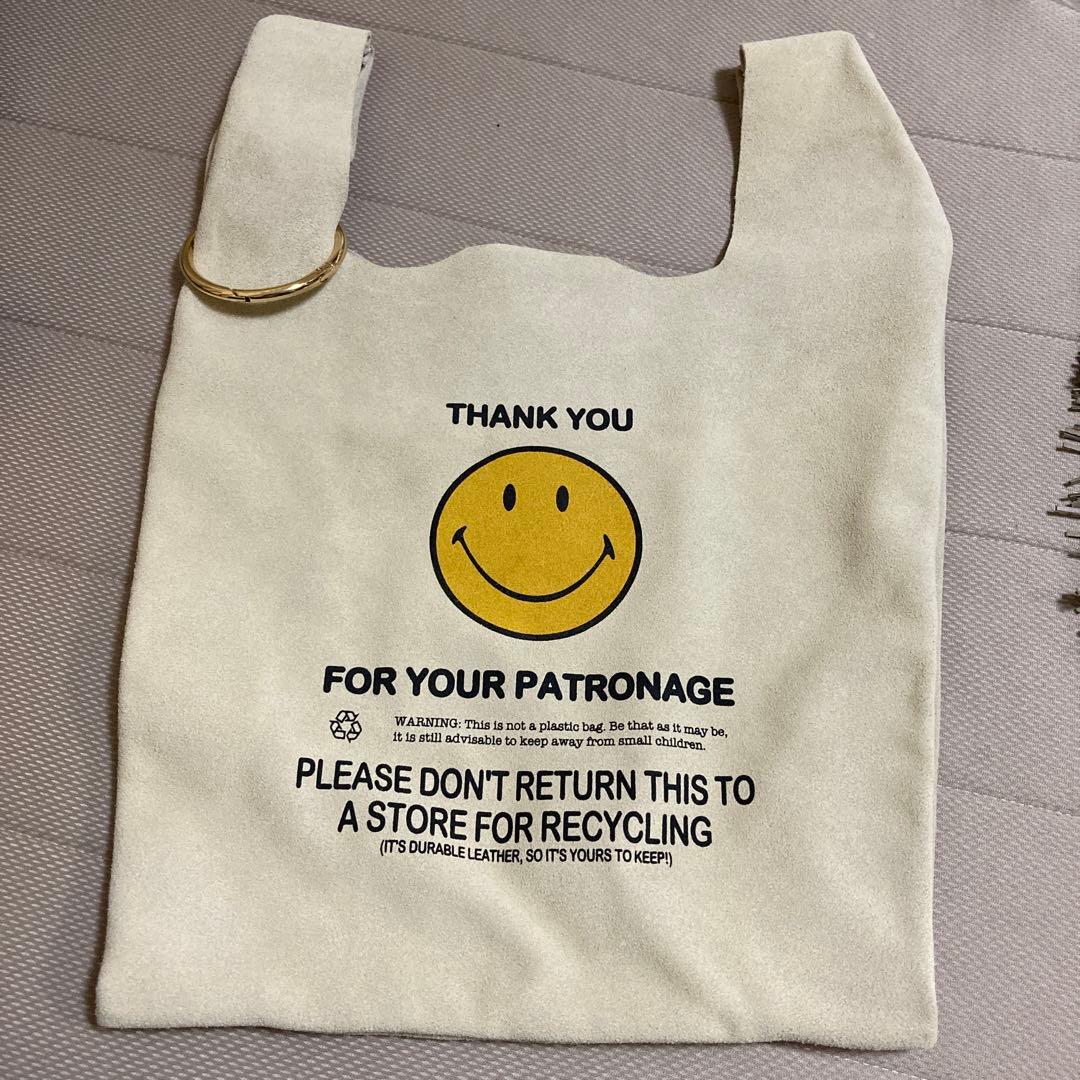 THANK YOU
FOR YOUR PATRONAGE
WARNING: This is not a plastic bag. Be that as it may be,
it is still advisable to keep away from small children.
PLEASE DON'T RETURN THIS TO
A STORE FOR RECYCLING
(IT'S DURABLE LEATHER, SO IT'S YOURS TO KEEP!)